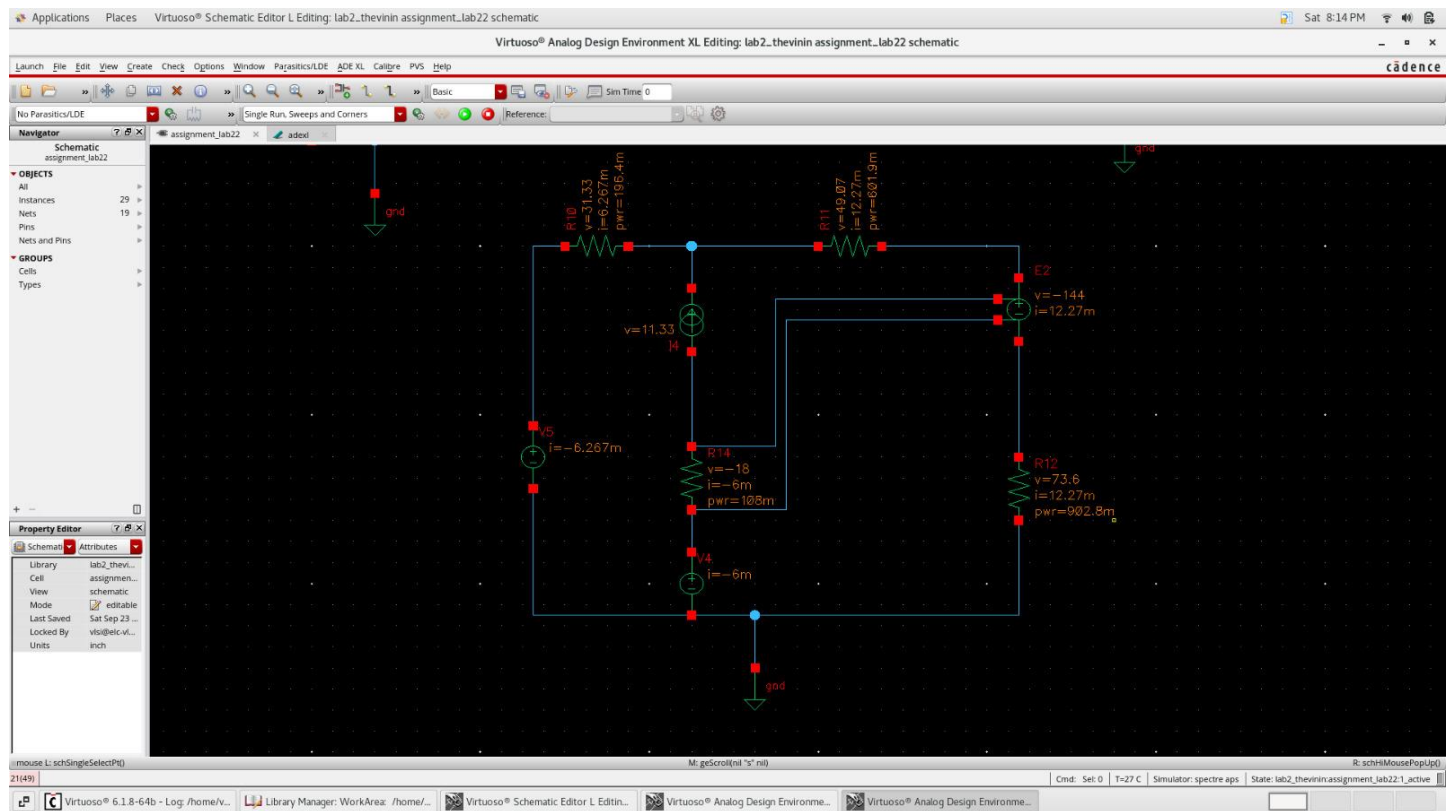 Applications Places Virtuoso® Schematic Editor L Editing: lab2_thevinin assignment_lab22 schematic
Sat 8:14 PM
Virtuoso® Analog Design Environment XL Editing: lab2_thevinin assignment_lab22 schematic
Launch File Edit View Create Check Options Window Parasitics/LDE ADE XL Calibre PVS Help
cādence
» » » » Basic Sim Time 0
No Parasitics/LDE » Single Run, Sweeps and Corners Reference:
Navigator ? assignment_lab22 adexl
Schematic
assignment_lab22
OBJECTS
All
Instances 29
Nets 19
Pins
Nets and Pins
GROUPS
Cells
Types
Property Editor ?
Schemati Attributes
Library lab2_thevi...
Cell assignmen...
View schematic
Mode editable
Last Saved Sat Sep 23 ...
Locked By vlsi@elc-vl...
Units inch
gnd
gnd
R10
v=31.33
i=6.267m
pwr=196.4m
R11
v=49.07
i=12.27m
pwr=601.9m
E2
v=-144
i=12.27m
v=11.33
I4
V5
i=-6.267m
R14
v=-18
i=-6m
pwr=108m
R12
v=73.6
i=12.27m
pwr=902.8m
V4
i=-6m
gnd
mouse L: schSingleSelectPt() M: geScroll(nil "s" nil) R: schHiMousePopUp()
21(49) Cmd: Sel: 0 T=27 C Simulator: spectre aps State: lab2_thevinin:assignment_lab22:1_active
Virtuoso® 6.1.8-64b - Log: /home/v... Library Manager: WorkArea: /home/... Virtuoso® Schematic Editor L Editin... Virtuoso® Analog Design Environme... Virtuoso® Analog Design Environme...